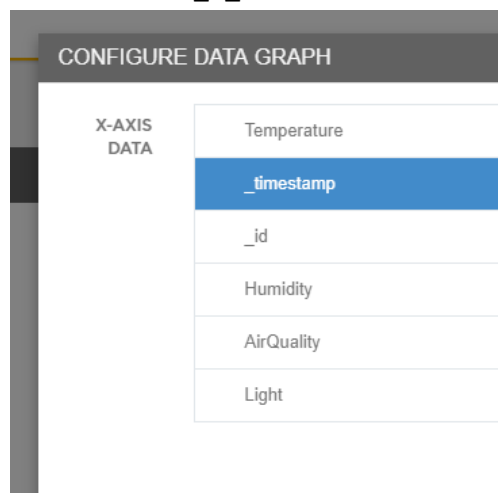 CONFIGURE DATA GRAPH
X-AXIS
DATA
Temperature
_timestamp
_id
Humidity
AirQuality
Light